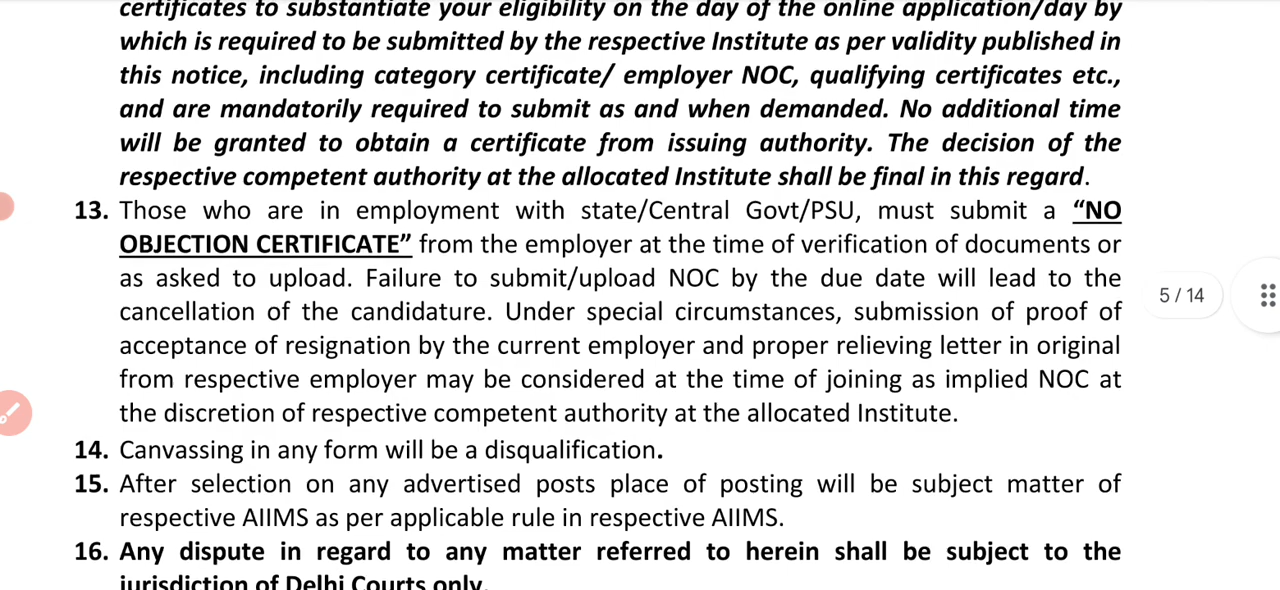 certificates to substantiate your eligibility on the day of the online application/day by
which is required to be submitted by the respective Institute as per validity published in
this notice, including category certificate/ employer NOC, qualifying certificates etc.,
and are mandatorily required to submit as and when demanded. No additional time
will be granted to obtain a certificate from issuing authority. The decision of the
respective competent authority at the allocated Institute shall be final in this regard.
13. Those who are in employment with state/Central Govt/PSU, must submit a “NO
OBJECTION CERTIFICATE” from the employer at the time of verification of documents or
as asked to upload. Failure to submit/upload NOC by the due date will lead to the
cancellation of the candidature. Under special circumstances, submission of proof of
acceptance of resignation by the current employer and proper relieving letter in original
from respective employer may be considered at the time of joining as implied NOC at
the discretion of respective competent authority at the allocated Institute.
14. Canvassing in any form will be a disqualification.
15. After selection on any advertised posts place of posting will be subject matter of
respective AIIMS as per applicable rule in respective AIIMS.
16. Any dispute in regard to any matter referred to herein shall be subject to the
jurisdiction of Delhi Courts only.
5 / 14